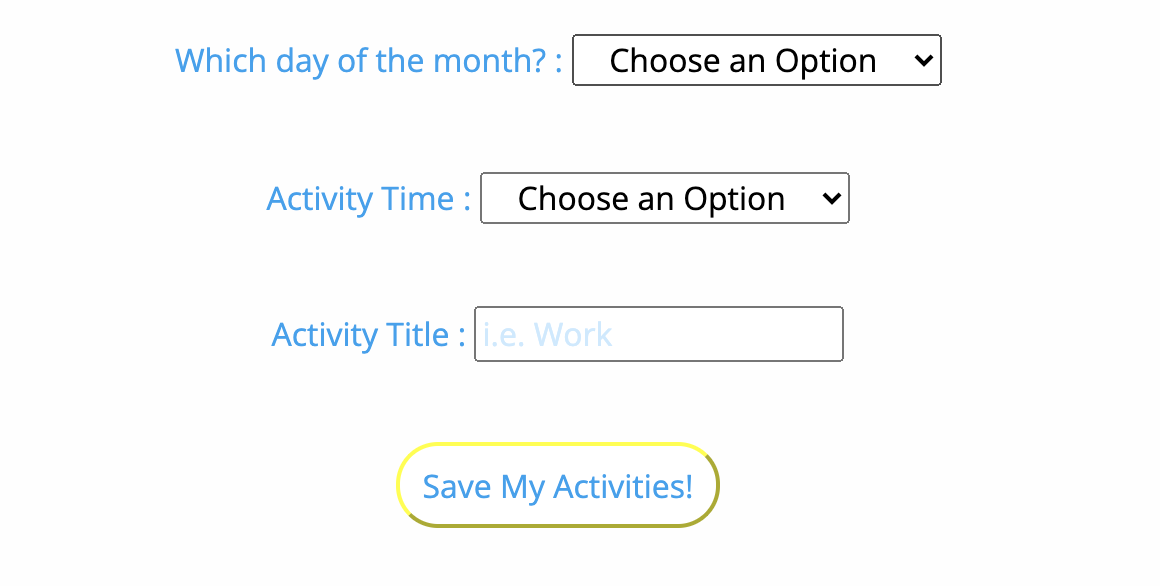 Which day of the month? : Choose an Option
Activity Time : Choose an Option
Activity Title : i.e. Work
Save My Activities!